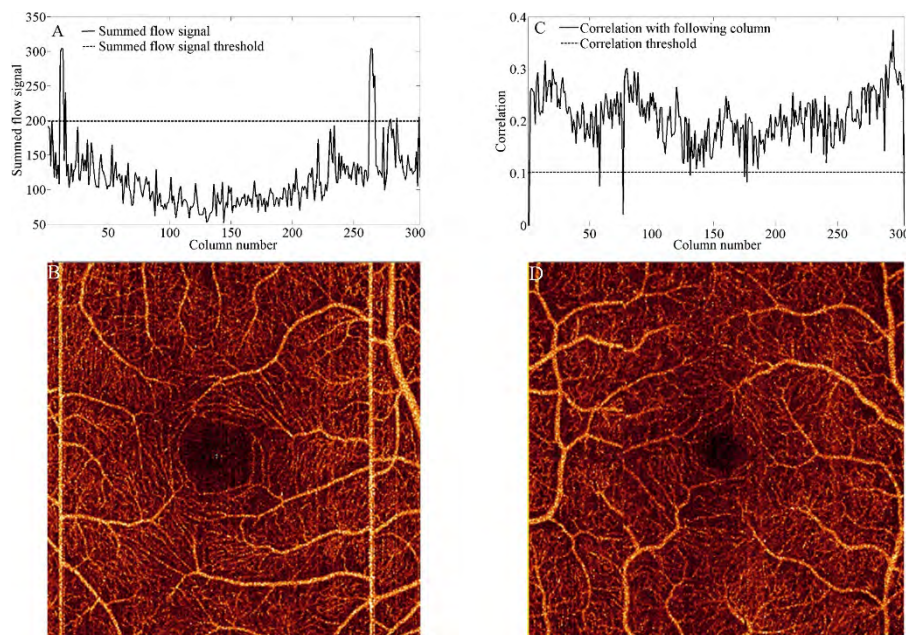 A
Summed flow signal
Summed flow signal threshold
350
300
250
200
150
100
50
Summed flow signal
50
100
150
200
250
300
Column number
C
Correlation with following column
Correlation threshold
0.4
0.3
0.2
0.1
0
Correlation
50
100
150
200
250
300
Column number
B
D